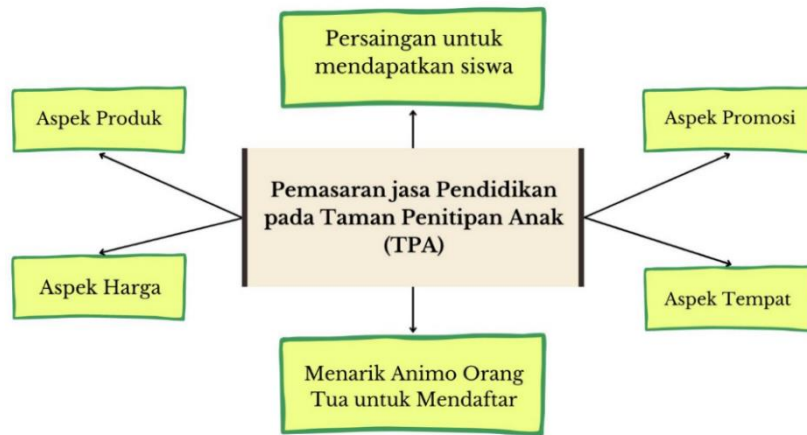 Persaingan untuk
mendapatkan siswa
Aspek Produk
Aspek Promosi
Pemasaran jasa Pendidikan
pada Taman Penitipan Anak
(TPA)
Aspek Harga
Aspek Tempat
Menarik Animo Orang
Tua untuk Mendaftar